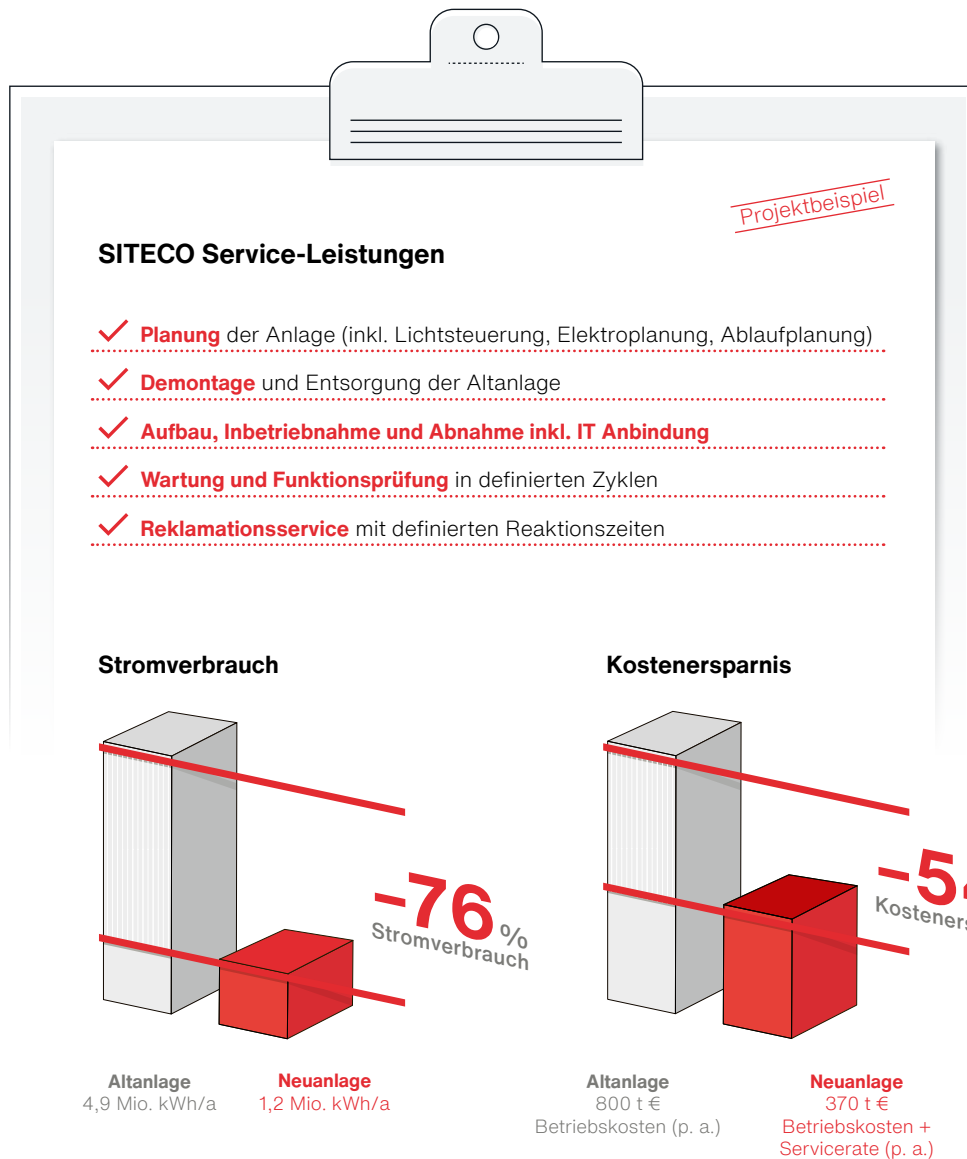 Projektbeispiel
SITECO Service-Leistungen
Planung der Anlage (inkl. Lichtsteuerung, Elektroplanung, Ablaufplanung)
Demontage und Entsorgung der Altanlage
Aufbau, Inbetriebnahme und Abnahme inkl. IT Anbindung
Wartung und Funktionsprüfung in definierten Zyklen
Reklamationsservice mit definierten Reaktionszeiten
Stromverbrauch
–76 %
Stromverbrauch
Altanlage
4,9 Mio. kWh/a
Neuanlage
1,2 Mio. kWh/a
Kostenersparnis
Altanlage
800 t €
Betriebskosten (p. a.)
Neuanlage
370 t €
Betriebskosten +
Servicerate (p. a.)